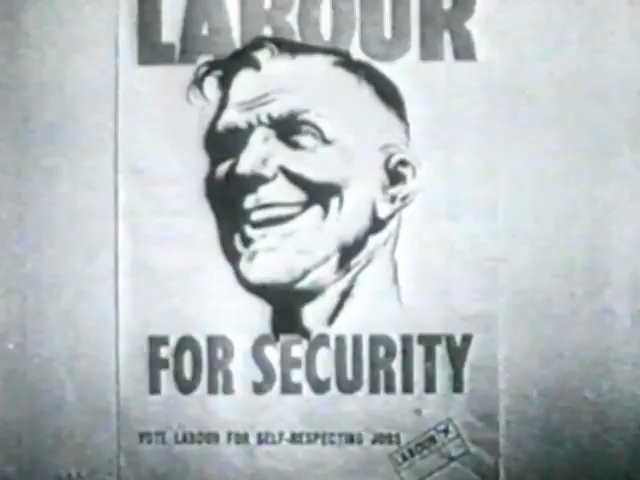 LABOUR
FOR SECURITY
VOTE LABOUR FOR SELF-RESPECTING JOBS
LABOUR X